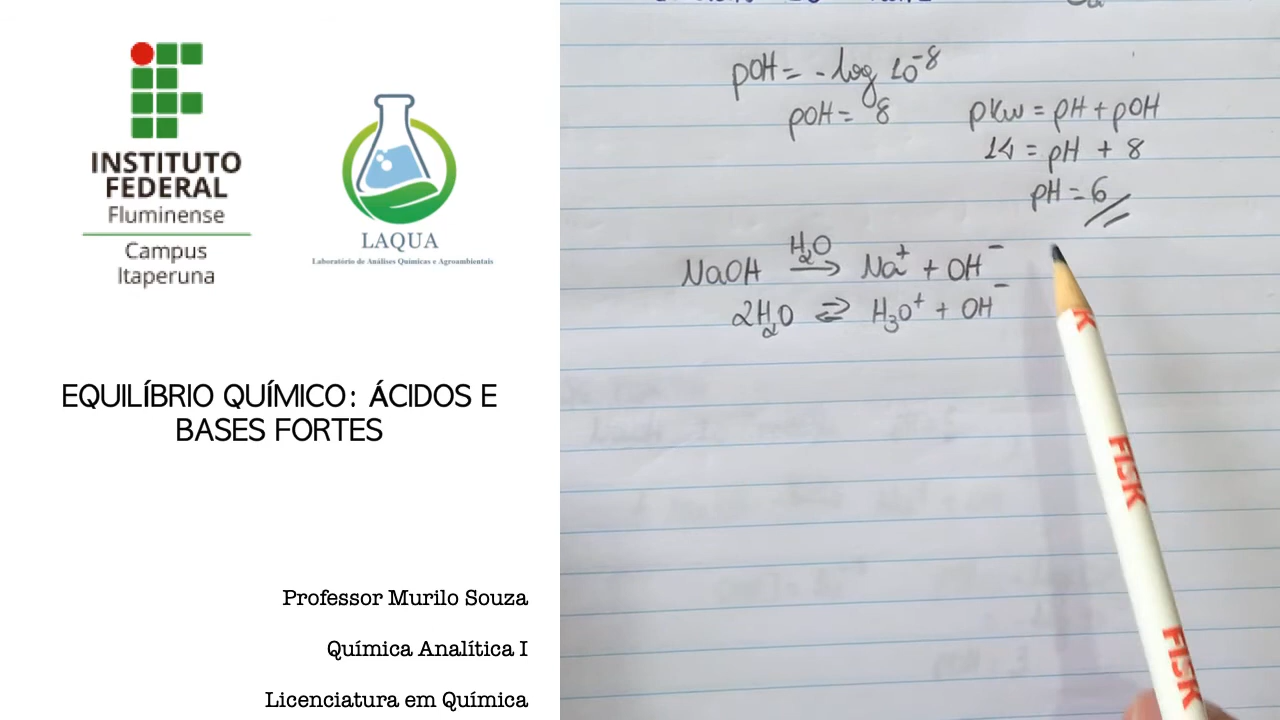 INSTITUTO
FEDERAL
Fluminense
Campus
Itaperuna
LAQUA
Laboratório de Análises Químicas e Agroambientais
EQUILÍBRIO QUÍMICO: ÁCIDOS E
BASES FORTES
Professor Murilo Souza
Química Analítica I
Licenciatura em Química
pOH = - log 10⁻⁸
pOH = 8
pKw = pH + pOH
14 = pH + 8
pH = 6
NaOH H₂O → Na⁺ + OH⁻
2H₂O ⇌ H₃O⁺ + OH⁻
FISK
FISK